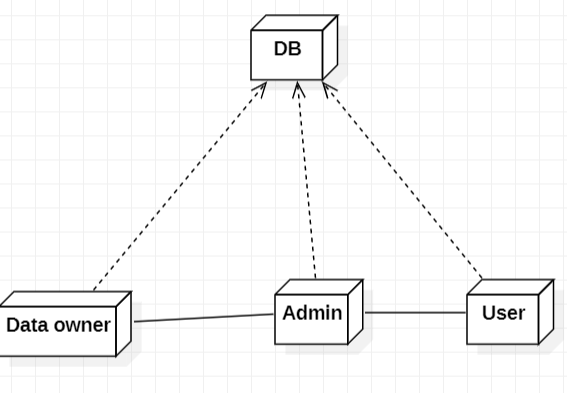 DB
Data owner
Admin
User